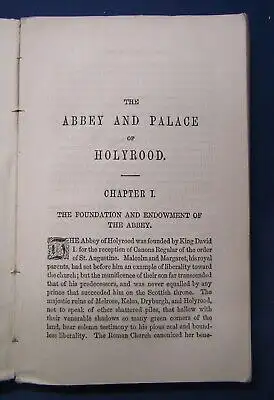 THE
ABBEY AND PALACE
OF
HOLYROOD.
CHAPTER I.
THE FOUNDATION AND ENDOWMENT OF
THE ABBEY.
THE Abbey of Holyrood was founded by King David
I. for the reception of Canons Regular of the order
of St. Augustine. Malcolm and Margaret, his royal
parents, had set before him an example of liberality toward
the church; but the munificence of their son far transcended
that of his predecessors, and was never equalled by any
prince that succeeded him on the Scottish throne. The
majestic ruins of Melrose, Kelso, Dryburgh, and Holyrood,
not to speak of other shattered piles, that hallow with
their venerable shadows so many green corners of the
land, bear solemn testimony to his pious zeal and bound-
less liberality. The Roman Church canonized her bene-